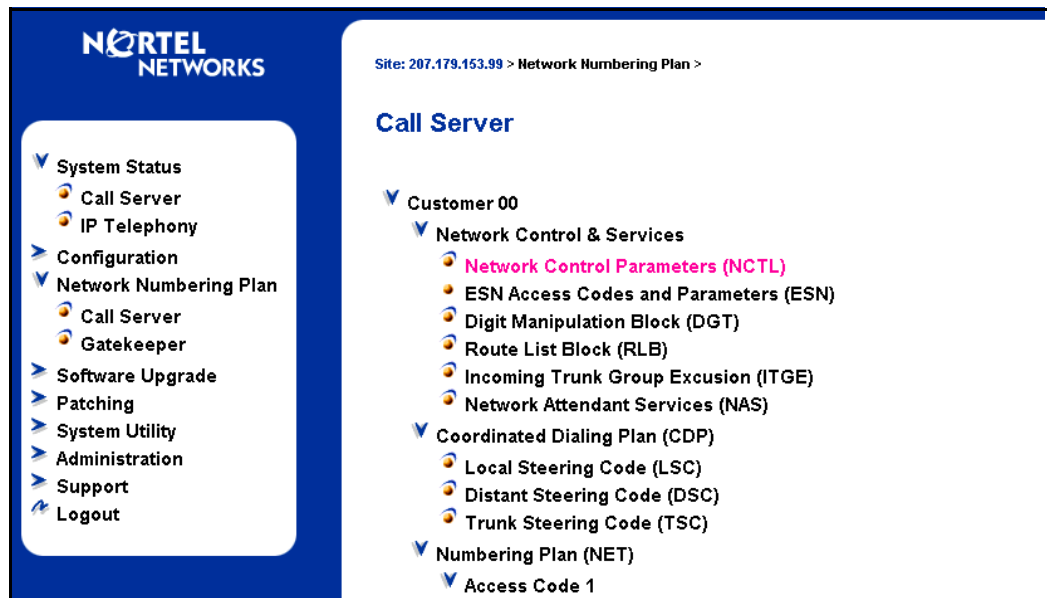 NORTEL
NETWORKS
System Status
Call Server
IP Telephony
Configuration
Network Numbering Plan
Call Server
Gatekeeper
Software Upgrade
Patching
System Utility
Administration
Support
Logout
Site: 207.179.153.99 > Network Numbering Plan >
Call Server
Customer 00
Network Control & Services
Network Control Parameters (NCTL)
ESN Access Codes and Parameters (ESN)
Digit Manipulation Block (DGT)
Route List Block (RLB)
Incoming Trunk Group Excusion (ITGE)
Network Attendant Services (NAS)
Coordinated Dialing Plan (CDP)
Local Steering Code (LSC)
Distant Steering Code (DSC)
Trunk Steering Code (TSC)
Numbering Plan (NET)
Access Code 1